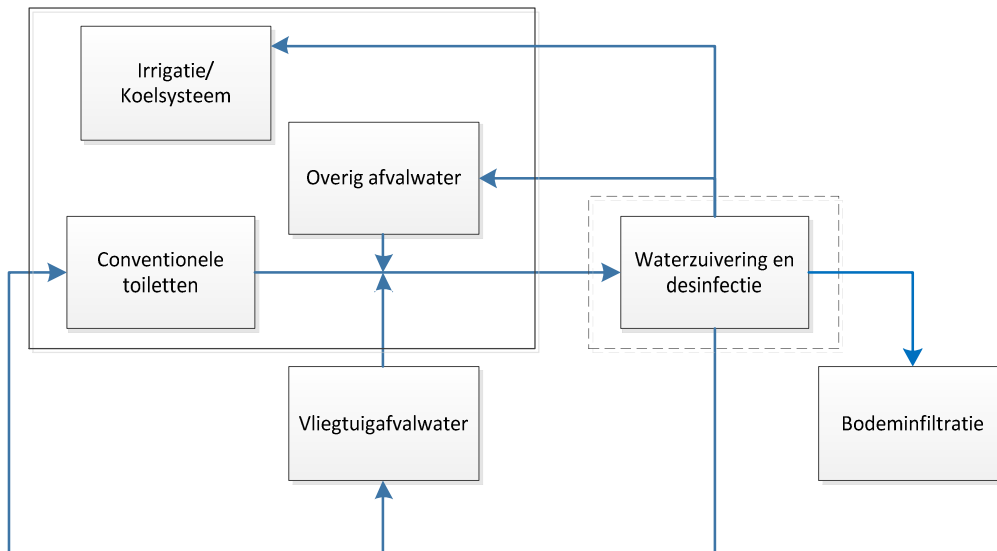 Irrigatie/
Koelsysteem
Overig afvalwater
Conventionele
toiletten
Waterzuivering en
desinfectie
Vliegtuigafvalwater
Bodeminfiltratie